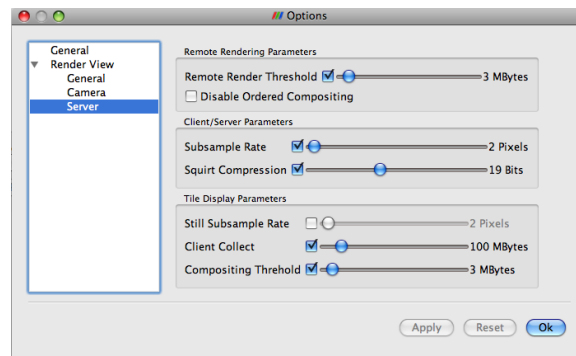 Options
General
Render View
General
Camera
Server
Remote Rendering Parameters
Remote Render Threshold 3 MBytes
Disable Ordered Compositing
Client/Server Parameters
Subsample Rate 2 Pixels
Squirt Compression 19 Bits
Tile Display Parameters
Still Subsample Rate 2 Pixels
Client Collect 100 MBytes
Compositing Threhold 3 MBytes
Apply Reset Ok